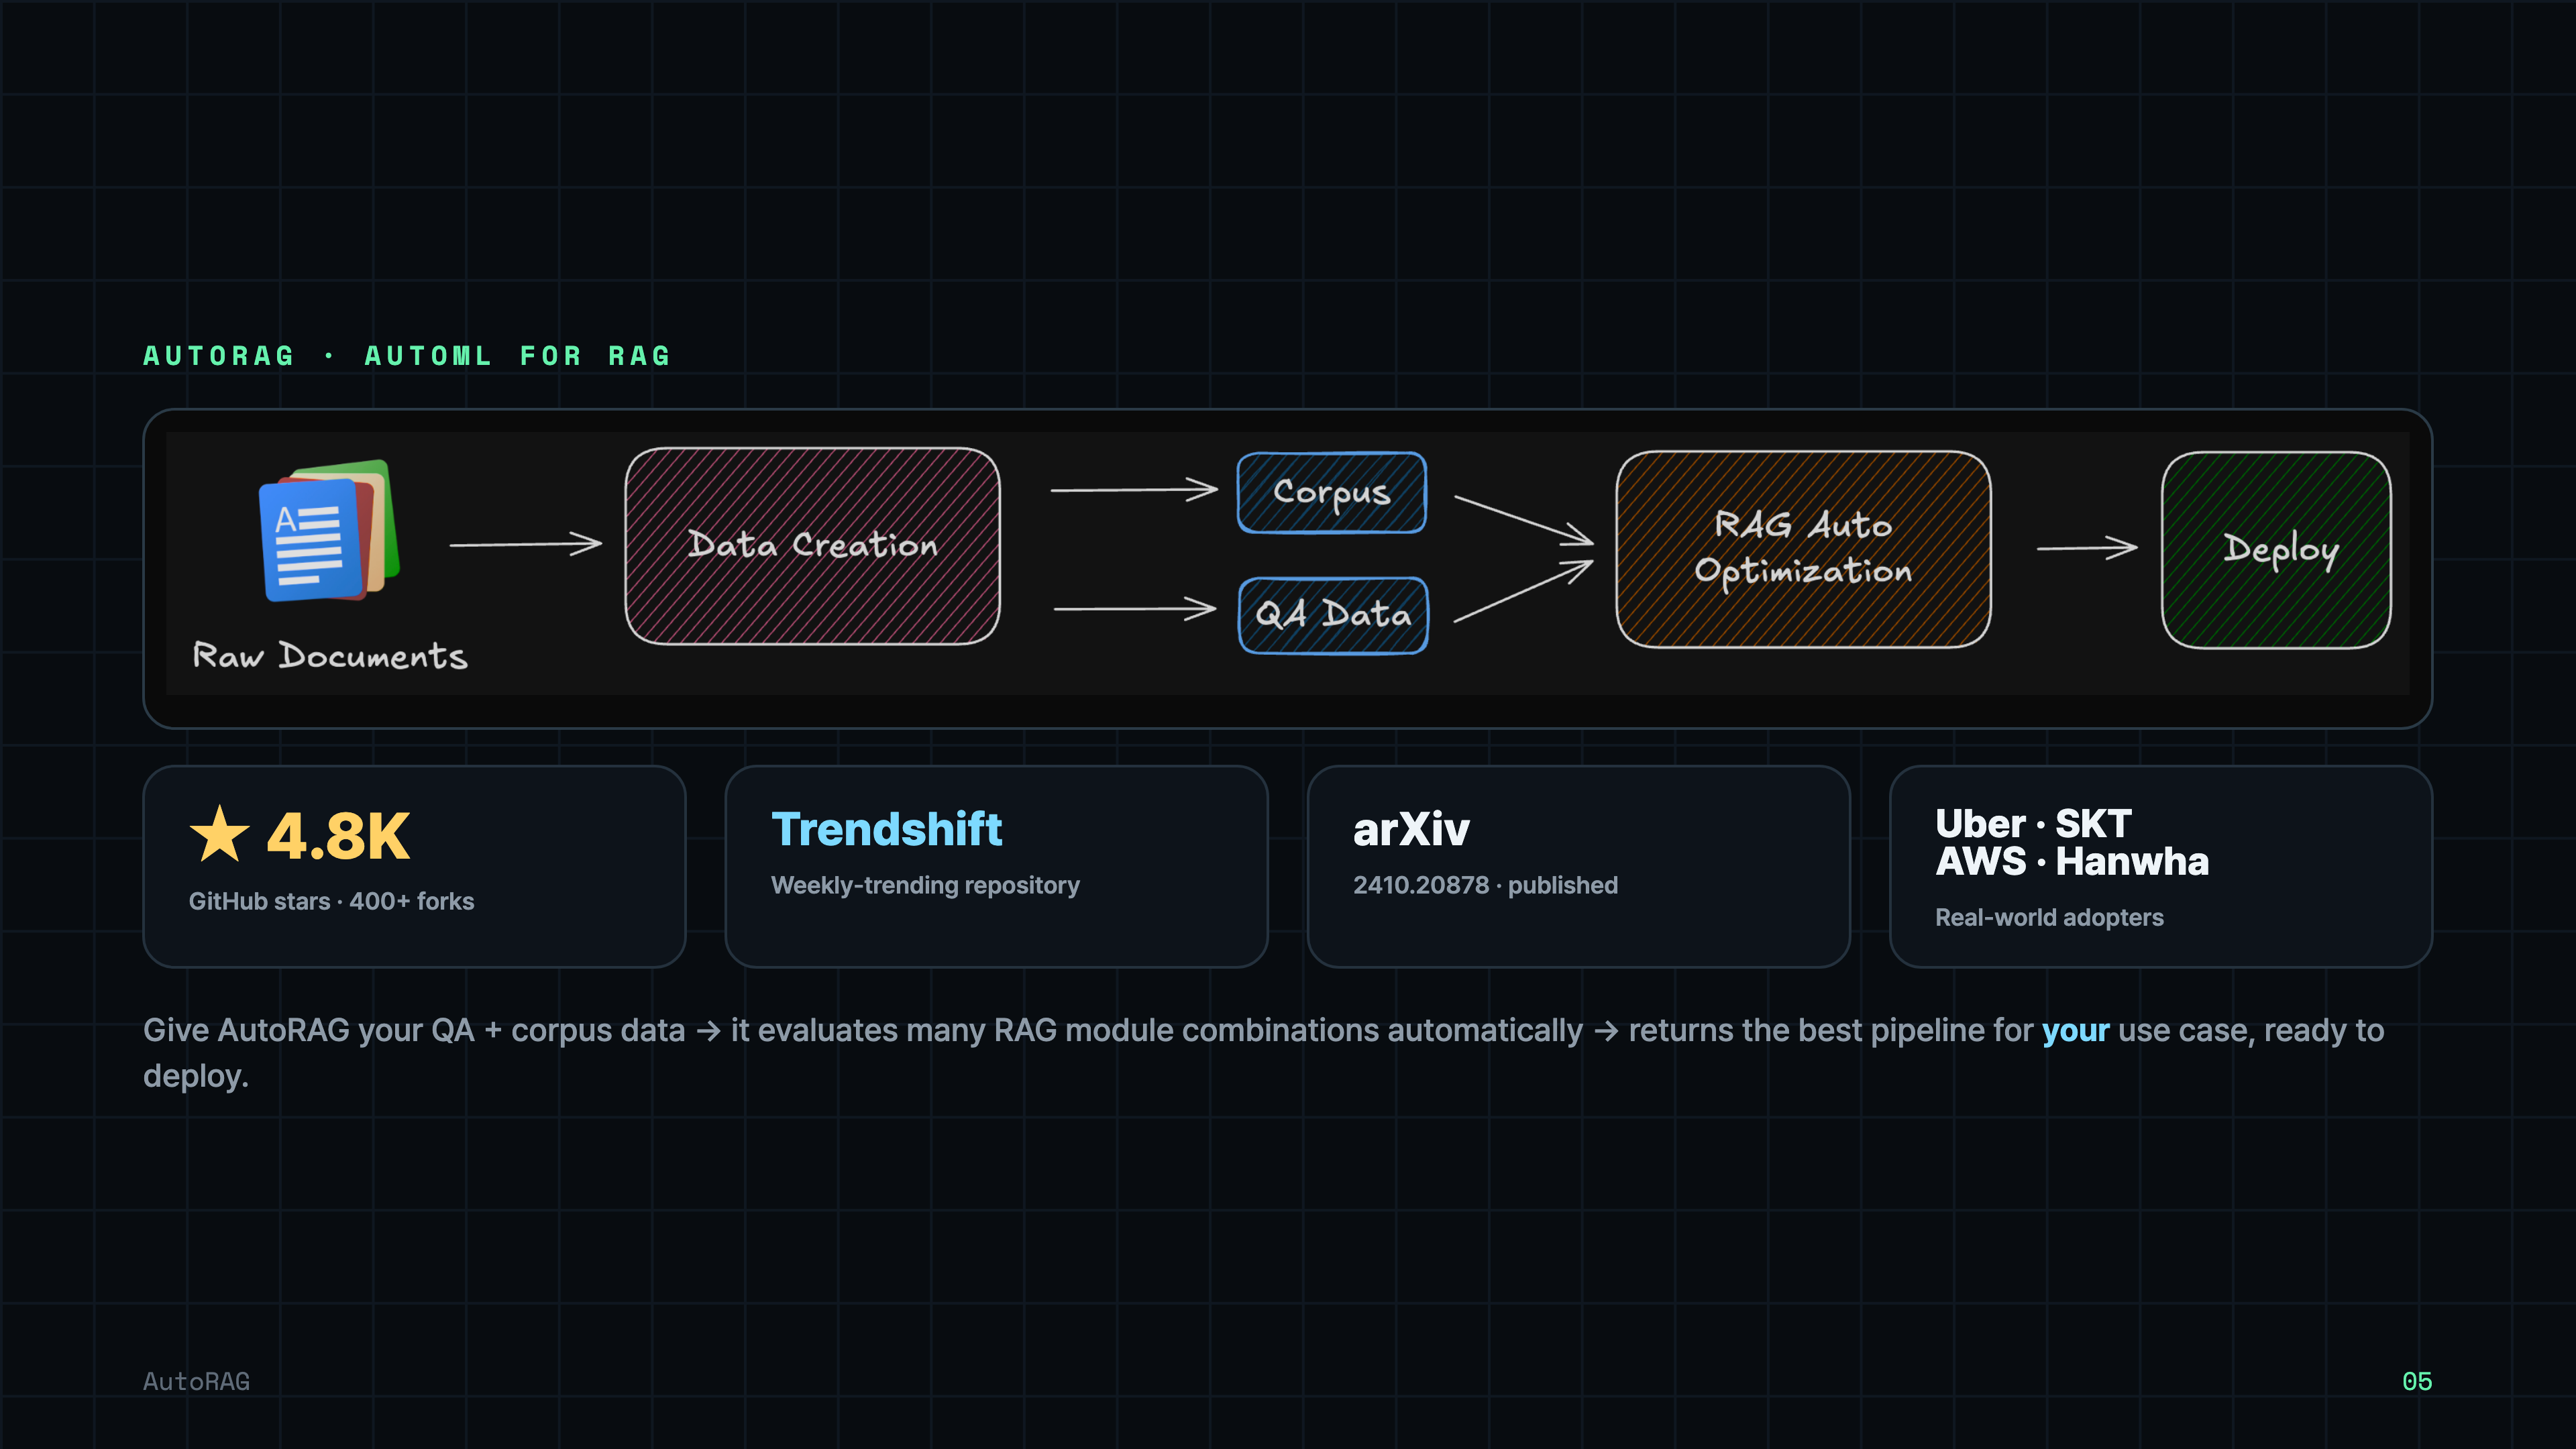 AUTORAG · AUTOML FOR RAG
A
Raw Documents
Data Creation
Corpus
QA Data
RAG Auto
Optimization
Deploy
★ 4.8K
GitHub stars · 400+ forks
Trendshift
Weekly-trending repository
arXiv
2410.20878 · published
Uber · SKT
AWS · Hanwha
Real-world adopters
Give AutoRAG your QA + corpus data → it evaluates many RAG module combinations automatically → returns the best pipeline for your use case, ready to
deploy.
AutoRAG
05